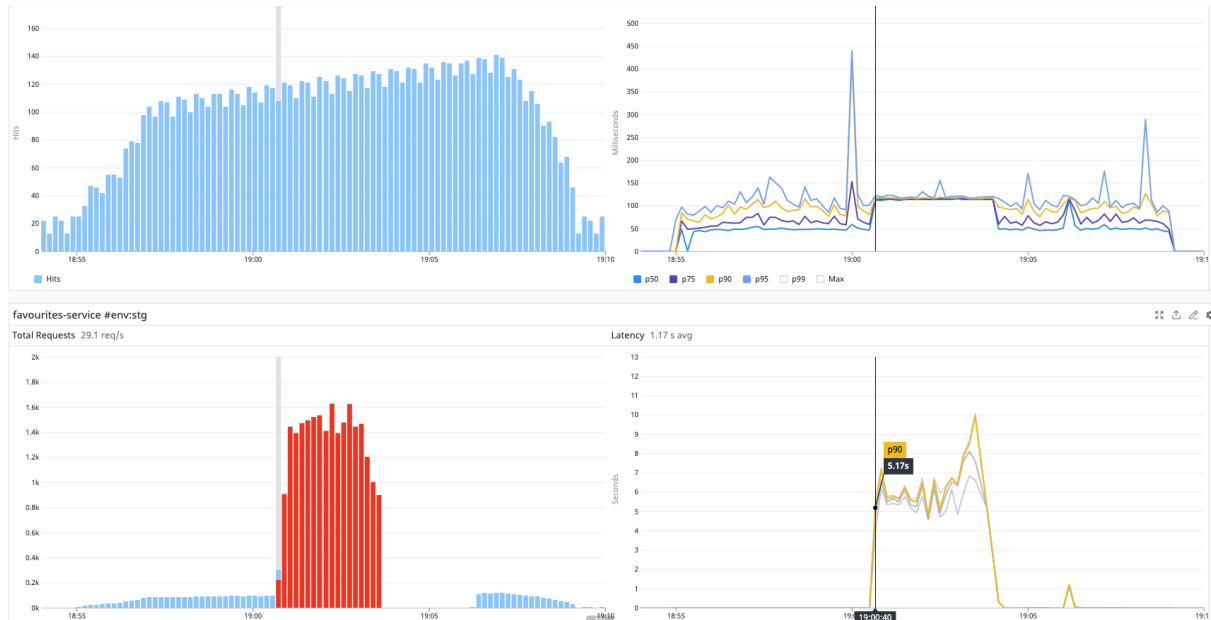 160
140
120
100
80
60
40
20
0
Hits
18:55 19:00 19:05 19:10
Hits
500
450
400
350
300
250
200
150
100
50
0
Milliseconds
18:55 19:00 19:05
p50 p75 p90 p95 p99 Max
favourites-service #env:stg
Total Requests 29.1 req/s
2k
1.8k
1.6k
1.4k
1.2k
1k
0.8k
0.6k
0.4k
0.2k
0k
18:55 19:00 19:05 19:10
Latency 1.17 s avg
13
12
11
10
9
8
7
6
5
4
3
2
1
0
Seconds
p90
5.17s
18:55 19:00:40 19:05